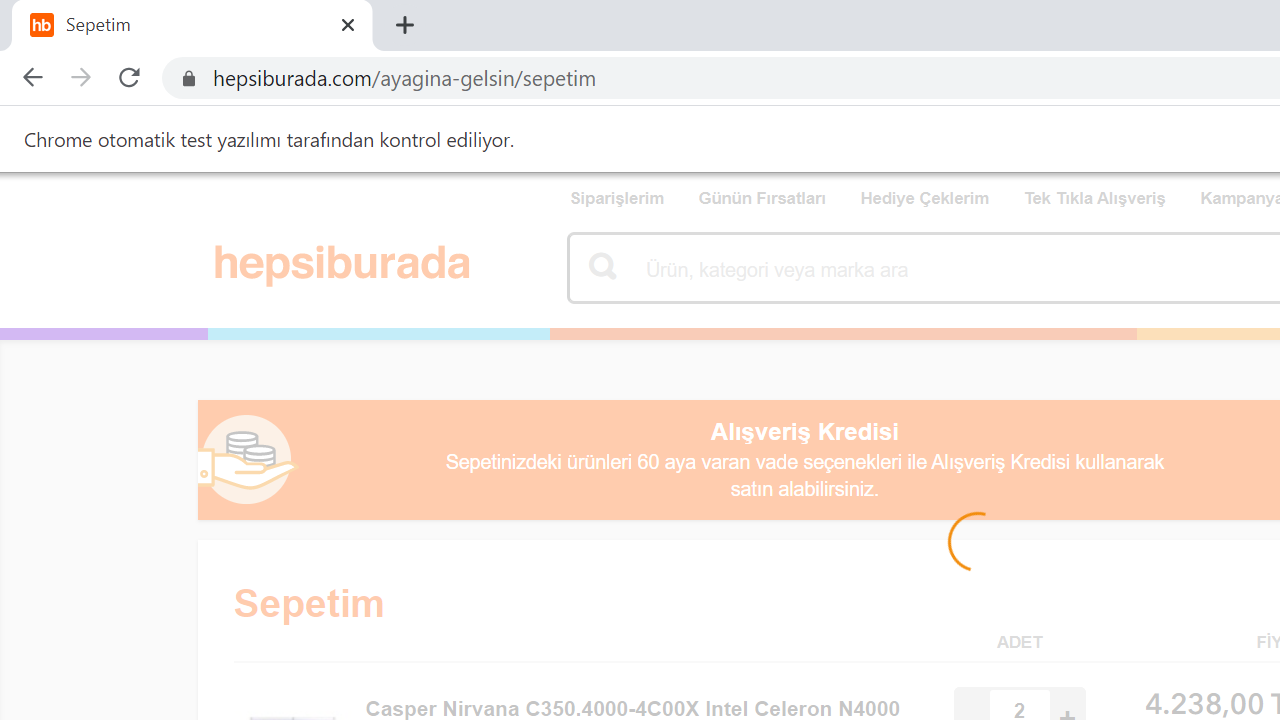 hb Sepetim
hepsiburada.com/ayagina-gelsin/sepetim
Chrome otomatik test yazılımı tarafından kontrol ediliyor.
Siparişlerim Günün Fırsatları Hediye Çeklerim Tek Tıkla Alışveriş Kampanya
hepsiburada
Ürün, kategori veya marka ara
Alışveriş Kredisi
Sepetinizdeki ürünleri 60 aya varan vade seçenekleri ile Alışveriş Kredisi kullanarak
satın alabilirsiniz.
Sepetim
ADET FİY
Casper Nirvana C350.4000-4C00X Intel Celeron N4000 2 + 4.238,00 T